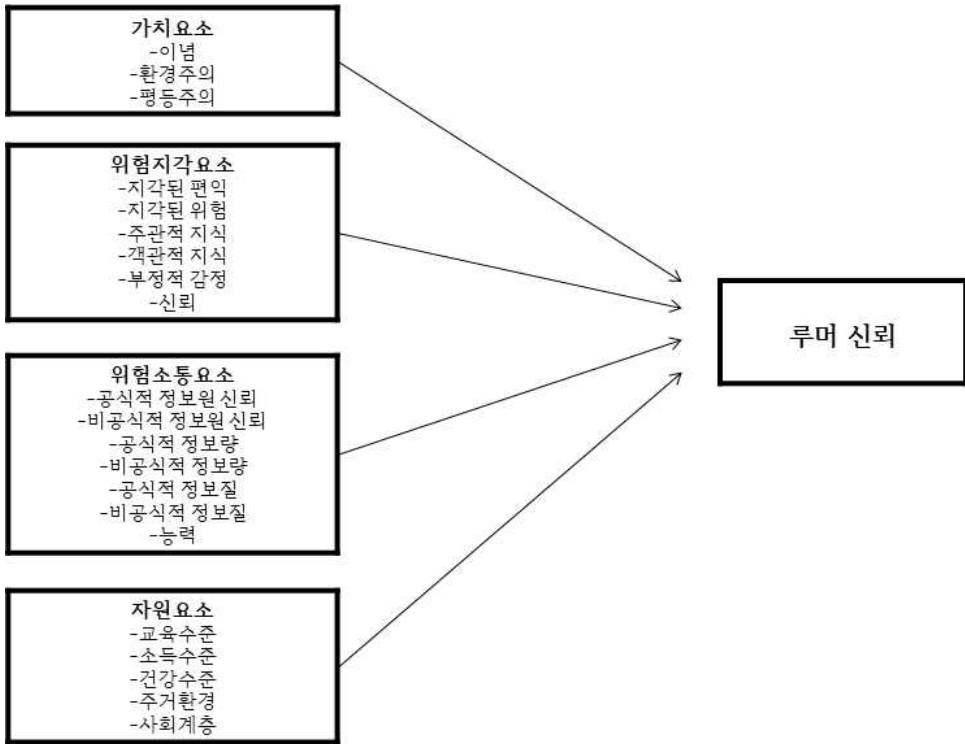 가치요소
-이념
-환경주의
-평등주의
위험지각요소
-지각된 편익
-지각된 위험
-주관적 지식
-객관적 지식
-부정적 감정
-신뢰
위험소통요소
-공식적 정보원 신뢰
-비공식적 정보원 신뢰
-공식적 정보량
-비공식적 정보량
-공식적 정보질
-비공식적 정보질
-능력
자원요소
-교육수준
-소득수준
-건강수준
-주거환경
-사회계층
루머 신뢰